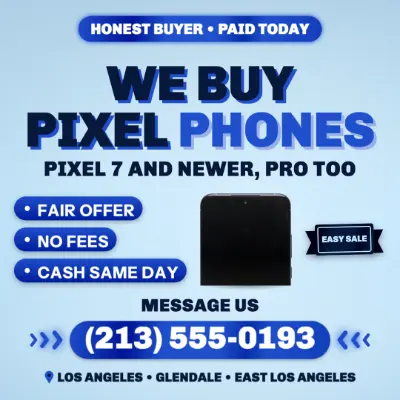 HONEST BUYER • PAID TODAY
WE BUY
PIXEL PHONES
PIXEL 7 AND NEWER, PRO TOO
• FAIR OFFER
• NO FEES
• CASH SAME DAY
EASY SALE
MESSAGE US
(213) 555-0193
LOS ANGELES • GLENDALE • EAST LOS ANGELES